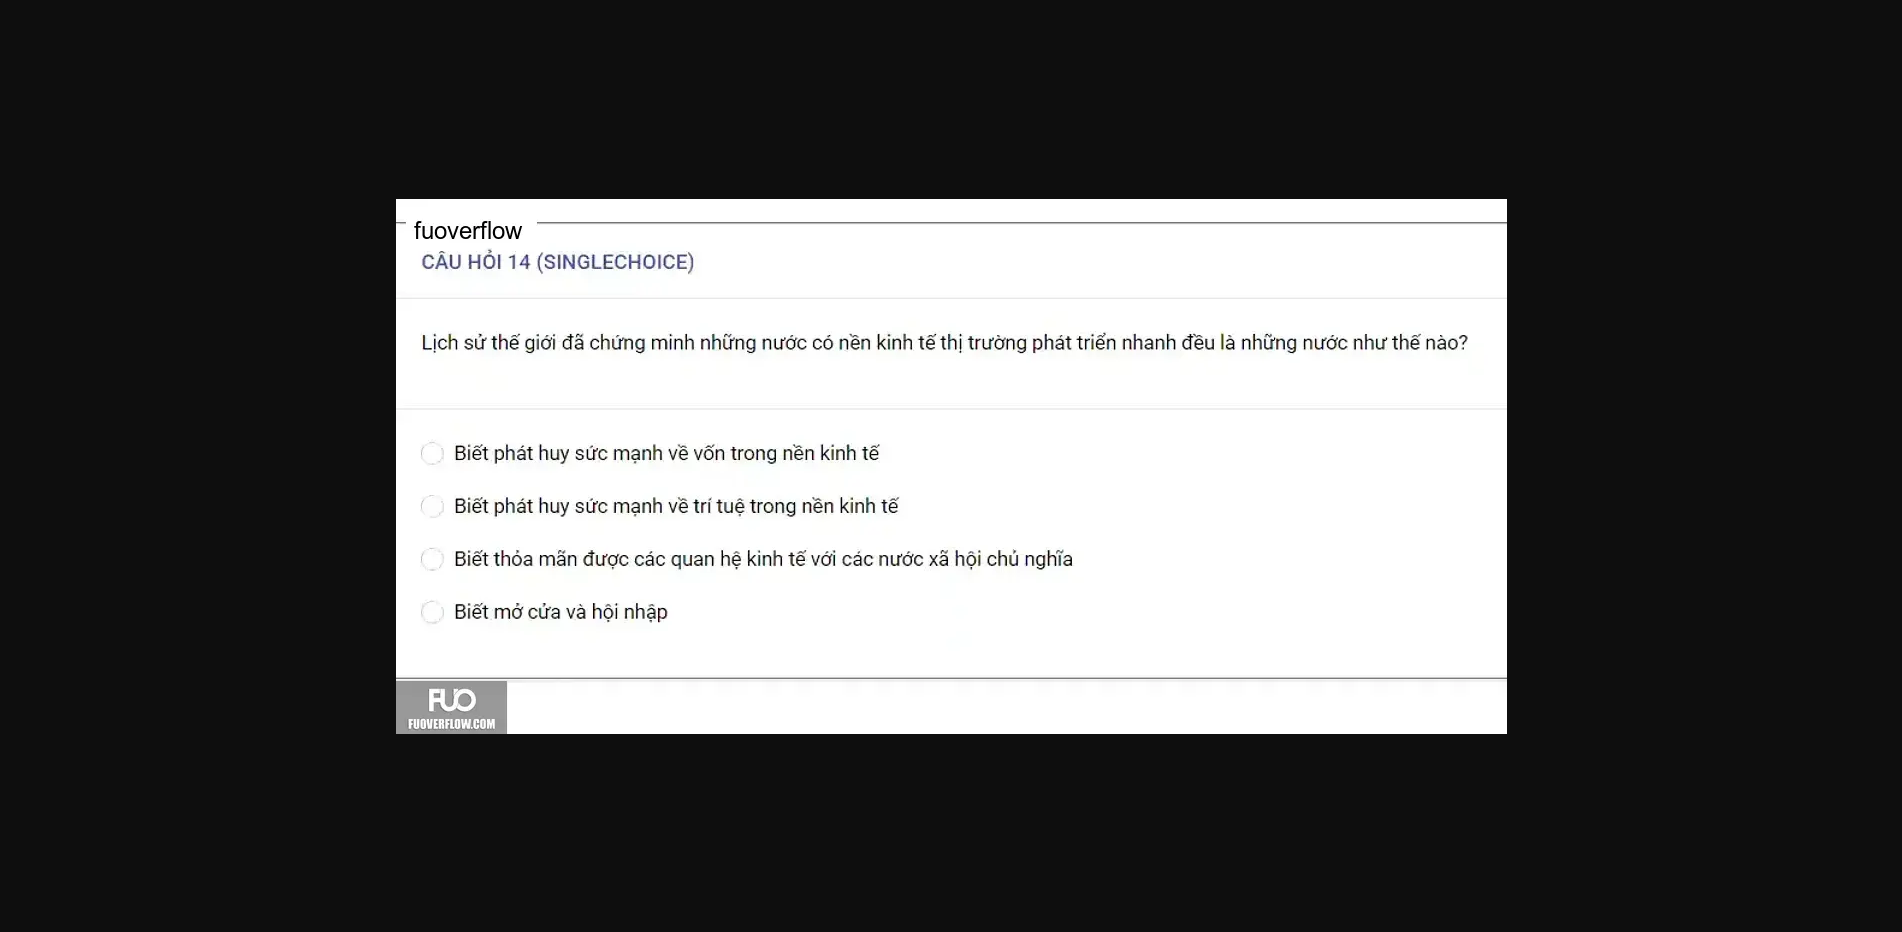 fuoverflow
CÂU HỎI 14 (SINGLECHOICE)
Lịch sử thế giới đã chứng minh những nước có nền kinh tế thị trường phát triển nhanh đều là những nước như thế nào?
Biết phát huy sức mạnh về vốn trong nền kinh tế
Biết phát huy sức mạnh về trí tuệ trong nền kinh tế
Biết thỏa mãn được các quan hệ kinh tế với các nước xã hội chủ nghĩa
Biết mở cửa và hội nhập
FUO
FUOVERFLOW.COM